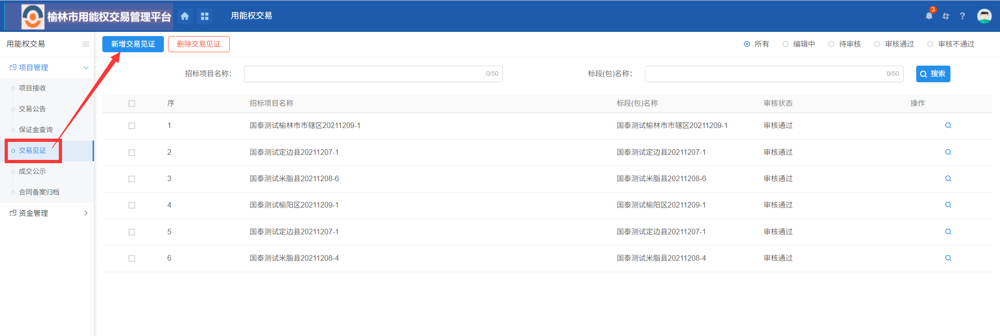 榆林市用能权交易管理平台
用能权交易
3
?
用能权交易
新增交易见证
删除交易见证
所有
编辑中
待审核
审核通过
审核不通过
项目管理
项目接收
交易公告
保证金查询
交易见证
成交公示
合同备案归档
资金管理
招标项目名称：
0/50
标段(包)名称：
0/50
搜索
序 招标项目名称 标段(包)名称 审核状态 操作
1 国泰测试榆林市市辖区20211209-1 国泰测试榆林市市辖区20211209-1 审核通过
2 国泰测试定边县20211207-1 国泰测试定边县20211207-1 审核通过
3 国泰测试米脂县20211208-6 国泰测试米脂县20211208-6 审核通过
4 国泰测试榆阳区20211209-1 国泰测试榆阳区20211209-1 审核通过
5 国泰测试定边县20211207-1 国泰测试定边县20211207-1 审核通过
6 国泰测试米脂县20211208-4 国泰测试米脂县20211208-4 审核通过